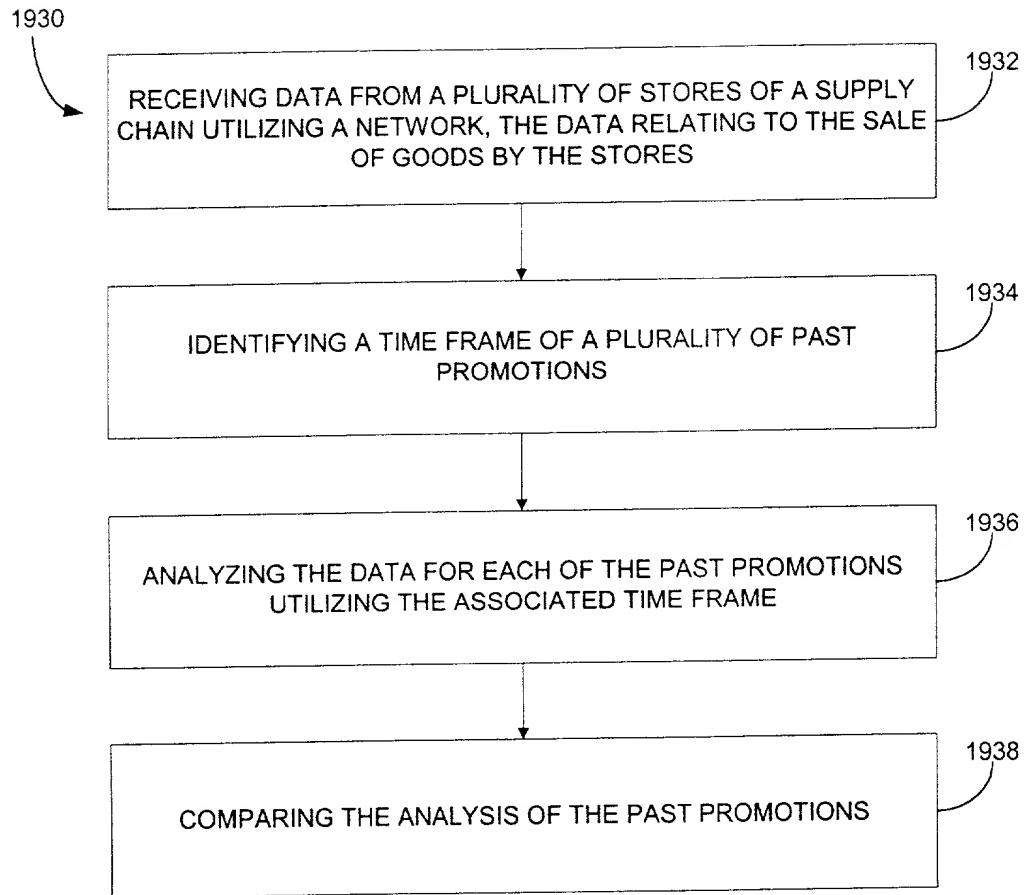 1930
1932
RECEIVING DATA FROM A PLURALITY OF STORES OF A SUPPLY
CHAIN UTILIZING A NETWORK, THE DATA RELATING TO THE SALE
OF GOODS BY THE STORES
1934
IDENTIFYING A TIME FRAME OF A PLURALITY OF PAST
PROMOTIONS
1936
ANALYZING THE DATA FOR EACH OF THE PAST PROMOTIONS
UTILIZING THE ASSOCIATED TIME FRAME
1938
COMPARING THE ANALYSIS OF THE PAST PROMOTIONS